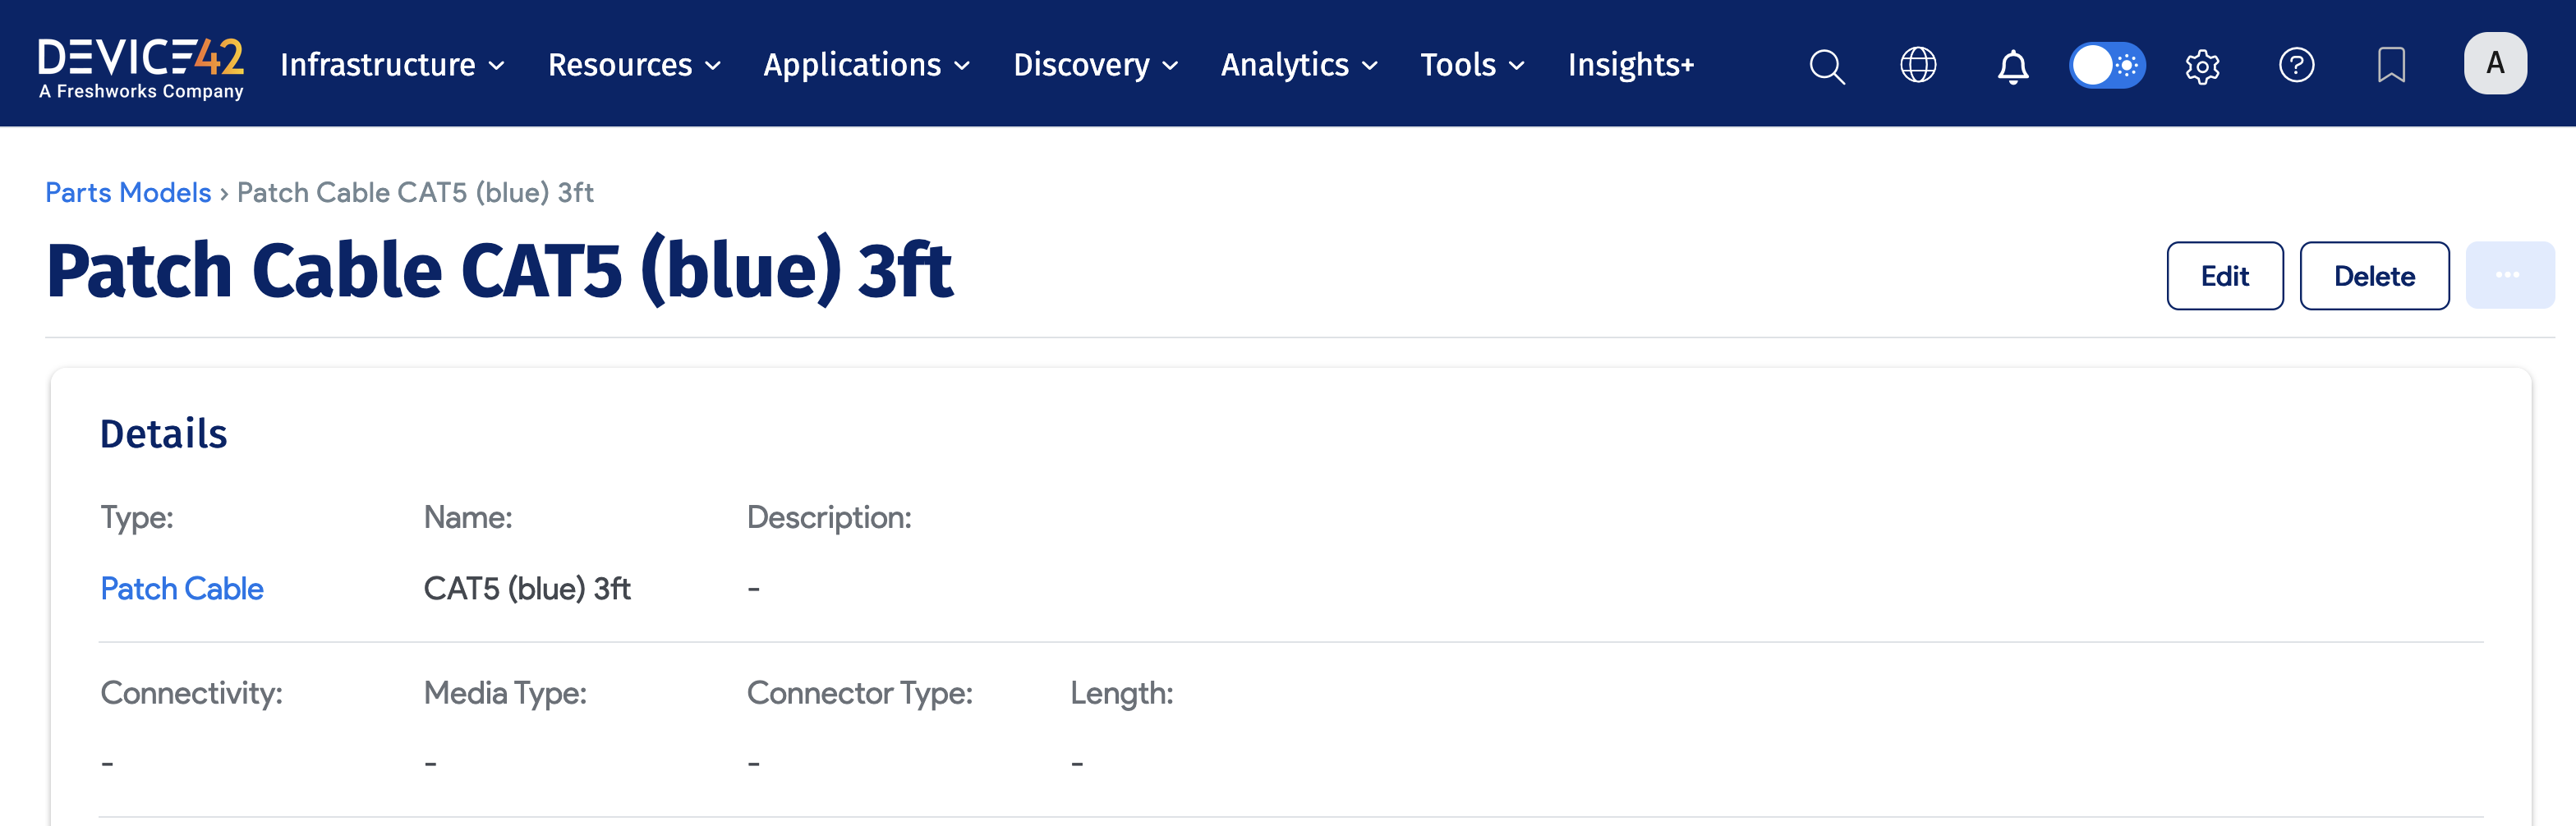 DEVICE42
A Freshworks Company
Infrastructure Resources Applications Discovery Analytics Tools Insights+
A
Parts Models › Patch Cable CAT5 (blue) 3ft
Patch Cable CAT5 (blue) 3ft
Edit Delete ...
Details
Type: Name: Description:
Patch Cable CAT5 (blue) 3ft -
Connectivity: Media Type: Connector Type: Length:
- - - -